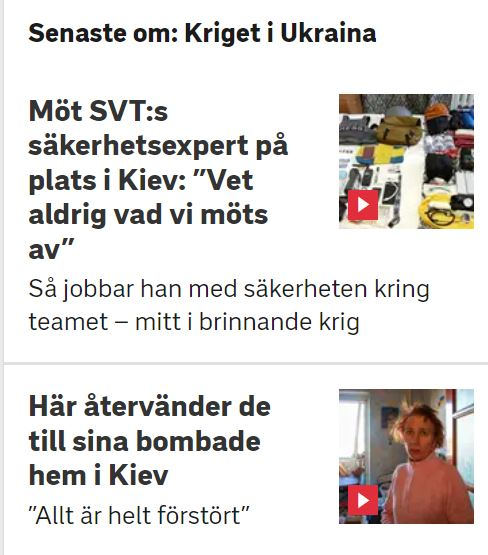 Senaste om: Kriget i Ukraina
Möt SVT:s
säkerhetsexpert på
plats i Kiev: ”Vet
aldrig vad vi möts
av”
Så jobbar han med säkerheten kring
teamet – mitt i brinnande krig
Här återvänder de
till sina bombade
hem i Kiev
”Allt är helt förstört”